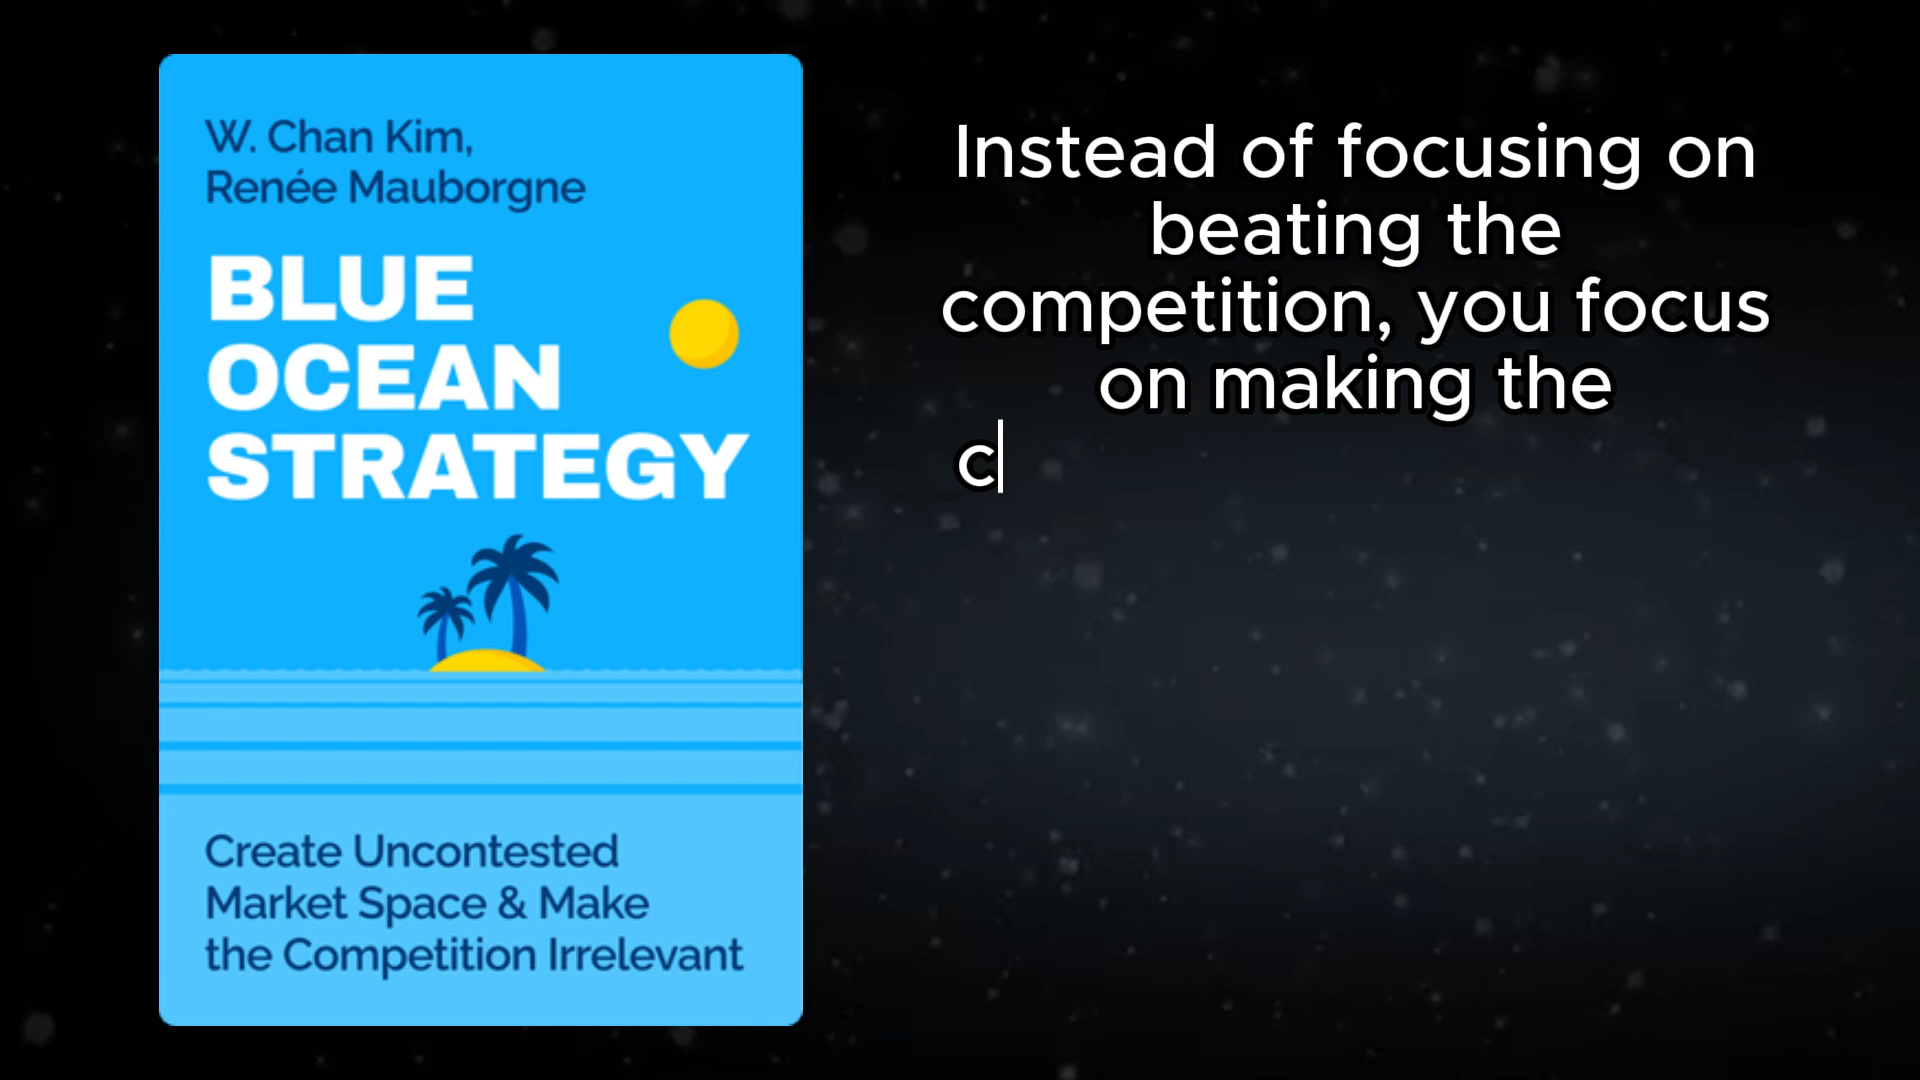 W. Chan Kim,
Renée Mauborgne
BLUE
OCEAN
STRATEGY
Create Uncontested
Market Space & Make
the Competition Irrelevant
Instead of focusing on
beating the
competition, you focus
on making the
c